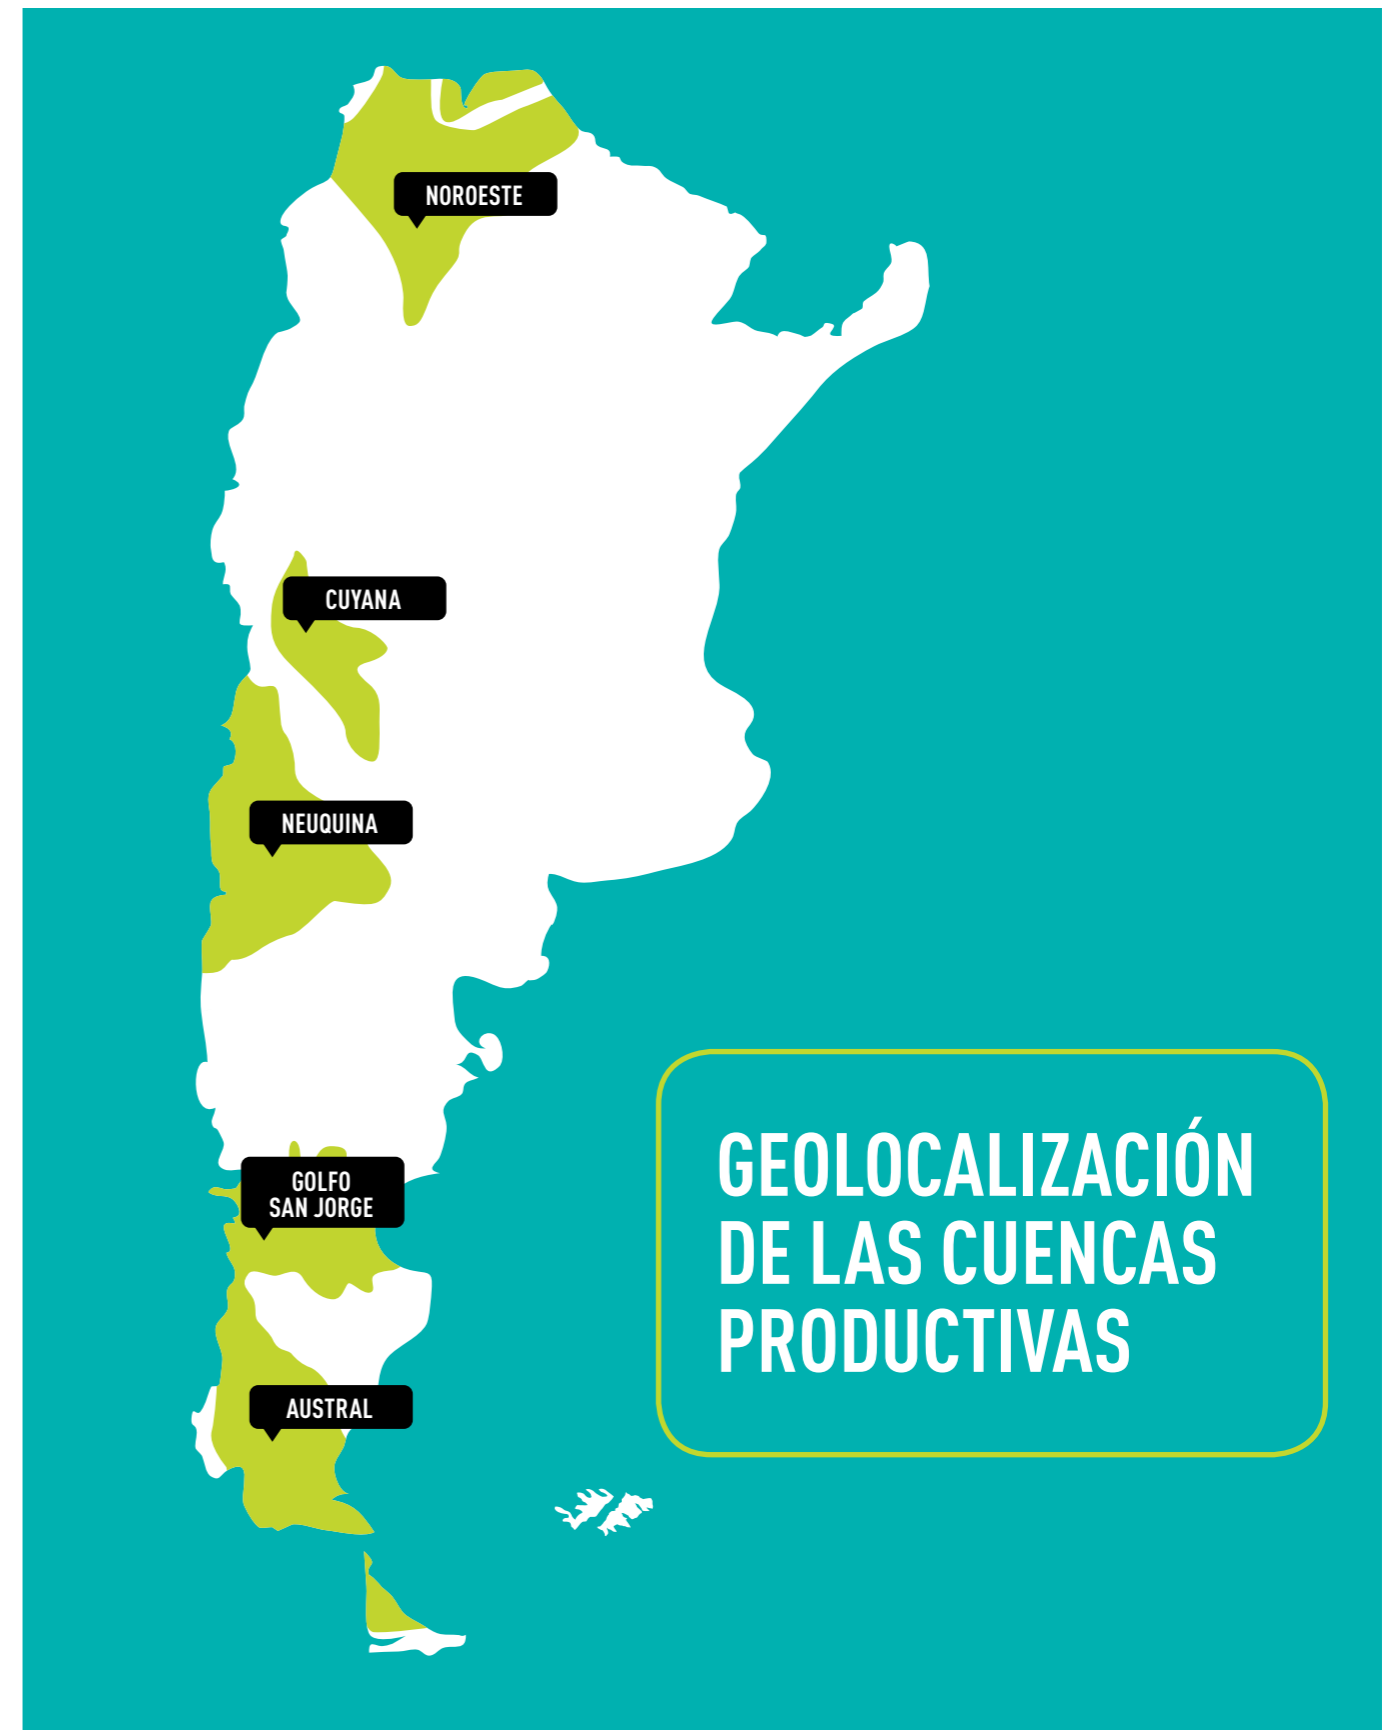 NOROESTE
CUYANA
NEUQUINA
GOLFO
SAN JORGE
AUSTRAL
GEOLOCALIZACIÓN
DE LAS CUENCAS
PRODUCTIVAS